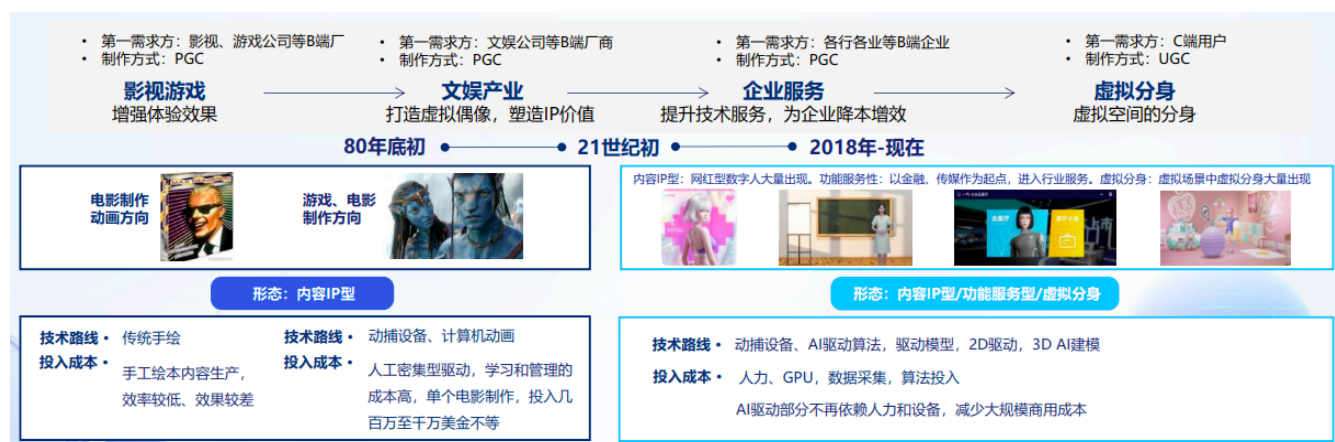 • 第一需求方：影视、游戏公司等B端厂
• 制作方式：PGC
影视游戏
增强体验效果
• 第一需求方：文娱公司等B端厂商
• 制作方式：PGC
文娱产业
打造虚拟偶像，塑造IP价值
• 第一需求方：各行各业等B端企业
• 制作方式：PGC
企业服务
提升技术服务，为企业降本增效
• 第一需求方：C端用户
• 制作方式：UGC
虚拟分身
虚拟空间的分身
80年底初
21世纪初
2018年-现在
电影制作
动画方向
游戏、电影
制作方向
内容IP型：网红型数字人大量出现。功能服务性：以金融、传媒作为起点，进入行业服务。虚拟分身：虚拟场景中虚拟分身大量出现
形态：内容IP型
形态：内容IP型/功能服务型/虚拟分身
技术路线• 传统手绘
投入成本•
手工绘本内容生产，
效率较低、效果较差
技术路线• 动捕设备、计算机动画
投入成本•
人工密集型驱动，学习和管理的
成本高，单个电影制作，投入几
百万至千万美金不等
技术路线• 动捕设备、AI驱动算法，驱动模型，2D驱动，3D AI建模
投入成本• 人力、GPU，数据采集，算法投入
AI驱动部分不再依赖人力和设备，减少大规模商用成本